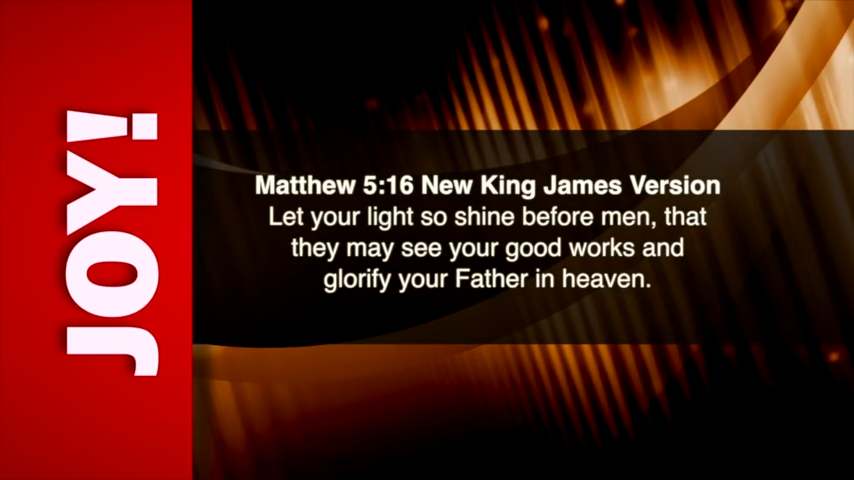 JOY!
Matthew 5:16 New King James Version
Let your light so shine before men, that
they may see your good works and
glorify your Father in heaven.